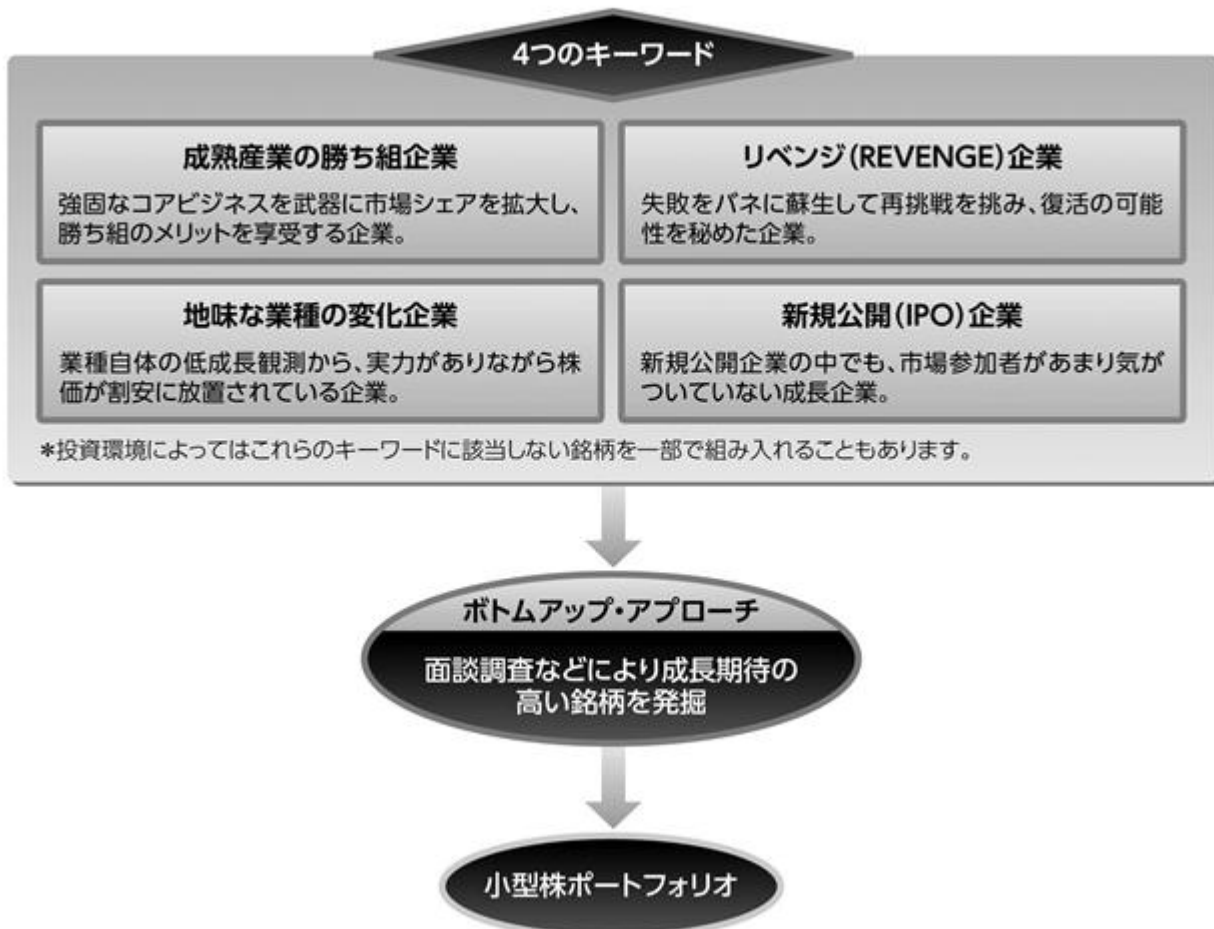 4つのキーワード
成熟産業の勝ち組企業
強固なコアビジネスを武器に市場シェアを拡大し、
勝ち組のメリットを享受する企業。
リベンジ(REVENGE)企業
失敗をバネに蘇生して再挑戦を挑み、復活の可能
性を秘めた企業。
地味な業種の変化企業
業種自体の低成長観測から、実力がありながら株
価が割安に放置されている企業。
新規公開(IPO)企業
新規公開企業の中でも、市場参加者があまり気が
ついていない成長企業。
*投資環境によってはこれらのキーワードに該当しない銘柄を一部で組み入れることもあります。
ボトムアップ・アプローチ
面談調査などにより成長期待の
高い銘柄を発掘
小型株ポートフォリオ